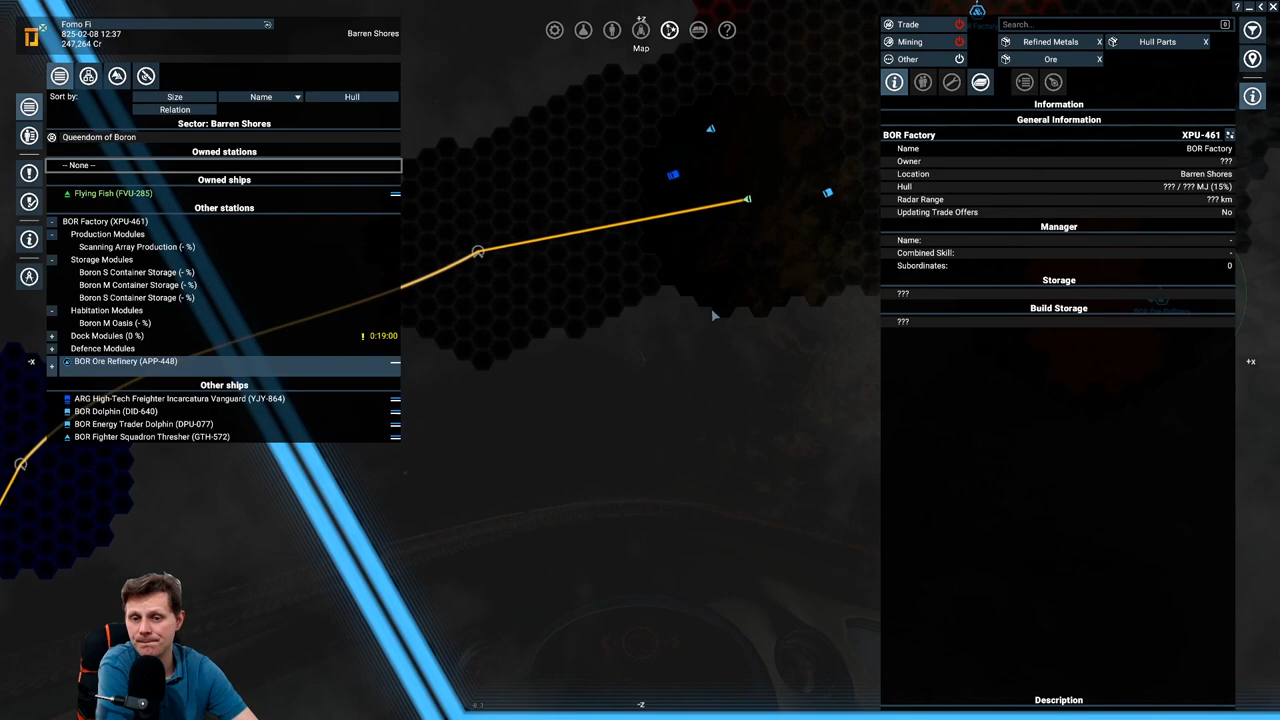 Fomo Fi
825-02-08 12:37
247,264 Cr
Barren Shores
Sort by:
Size
Name
Hull
Relation
Sector: Barren Shores
Queendom of Boron
Owned stations
-- None --
Owned ships
Flying Fish (FVU-285)
Other stations
BOR Factory (XPU-461)
Production Modules
Scanning Array Production (- %)
Storage Modules
Boron S Container Storage (- %)
Boron M Container Storage (- %)
Boron S Container Storage (- %)
Habitation Modules
Boron M Oasis (- %)
Dock Modules (0 %)
! 0:19:00
Defence Modules
BOR Ore Refinery (APP-448)
Other ships
ARG High-Tech Freighter Incarcatura Vanguard (YJY-864)
BOR Dolphin (DID-640)
BOR Energy Trader Dolphin (DPU-077)
BOR Fighter Squadron Thresher (GTH-572)
+Z
Map
-X
+X
-Z
Trade
Mining
Other
Search...
0
Refined Metals X
Hull Parts X
Ore X
Information
General Information
BOR Factory XPU-461
Name BOR Factory
Owner ???
Location Barren Shores
Hull ??? / ??? MJ (15%)
Radar Range ??? km
Updating Trade Offers No
Manager
Name: -
Combined Skill: -
Subordinates: 0
Storage
???
Build Storage
???
Description